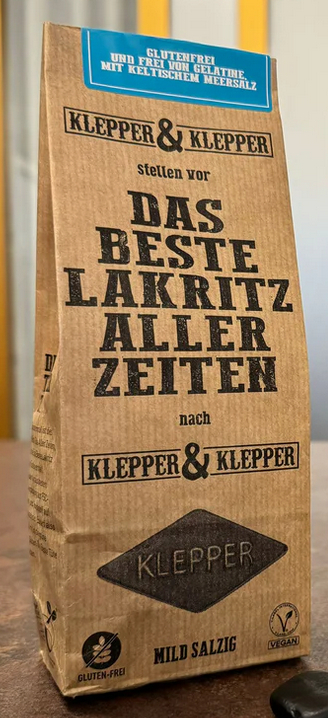 GLUTENFREI
UND FREI VON GELATINE,
MIT KELTISCHEM MEERSALZ
KLEPPER & KLEPPER
stellen vor
DAS
BESTE
LAKRITZ
ALLER
ZEITEN
nach
KLEPPER & KLEPPER
KLEPPER
GLUTEN-FREI
MILD SALZIG
VEGAN